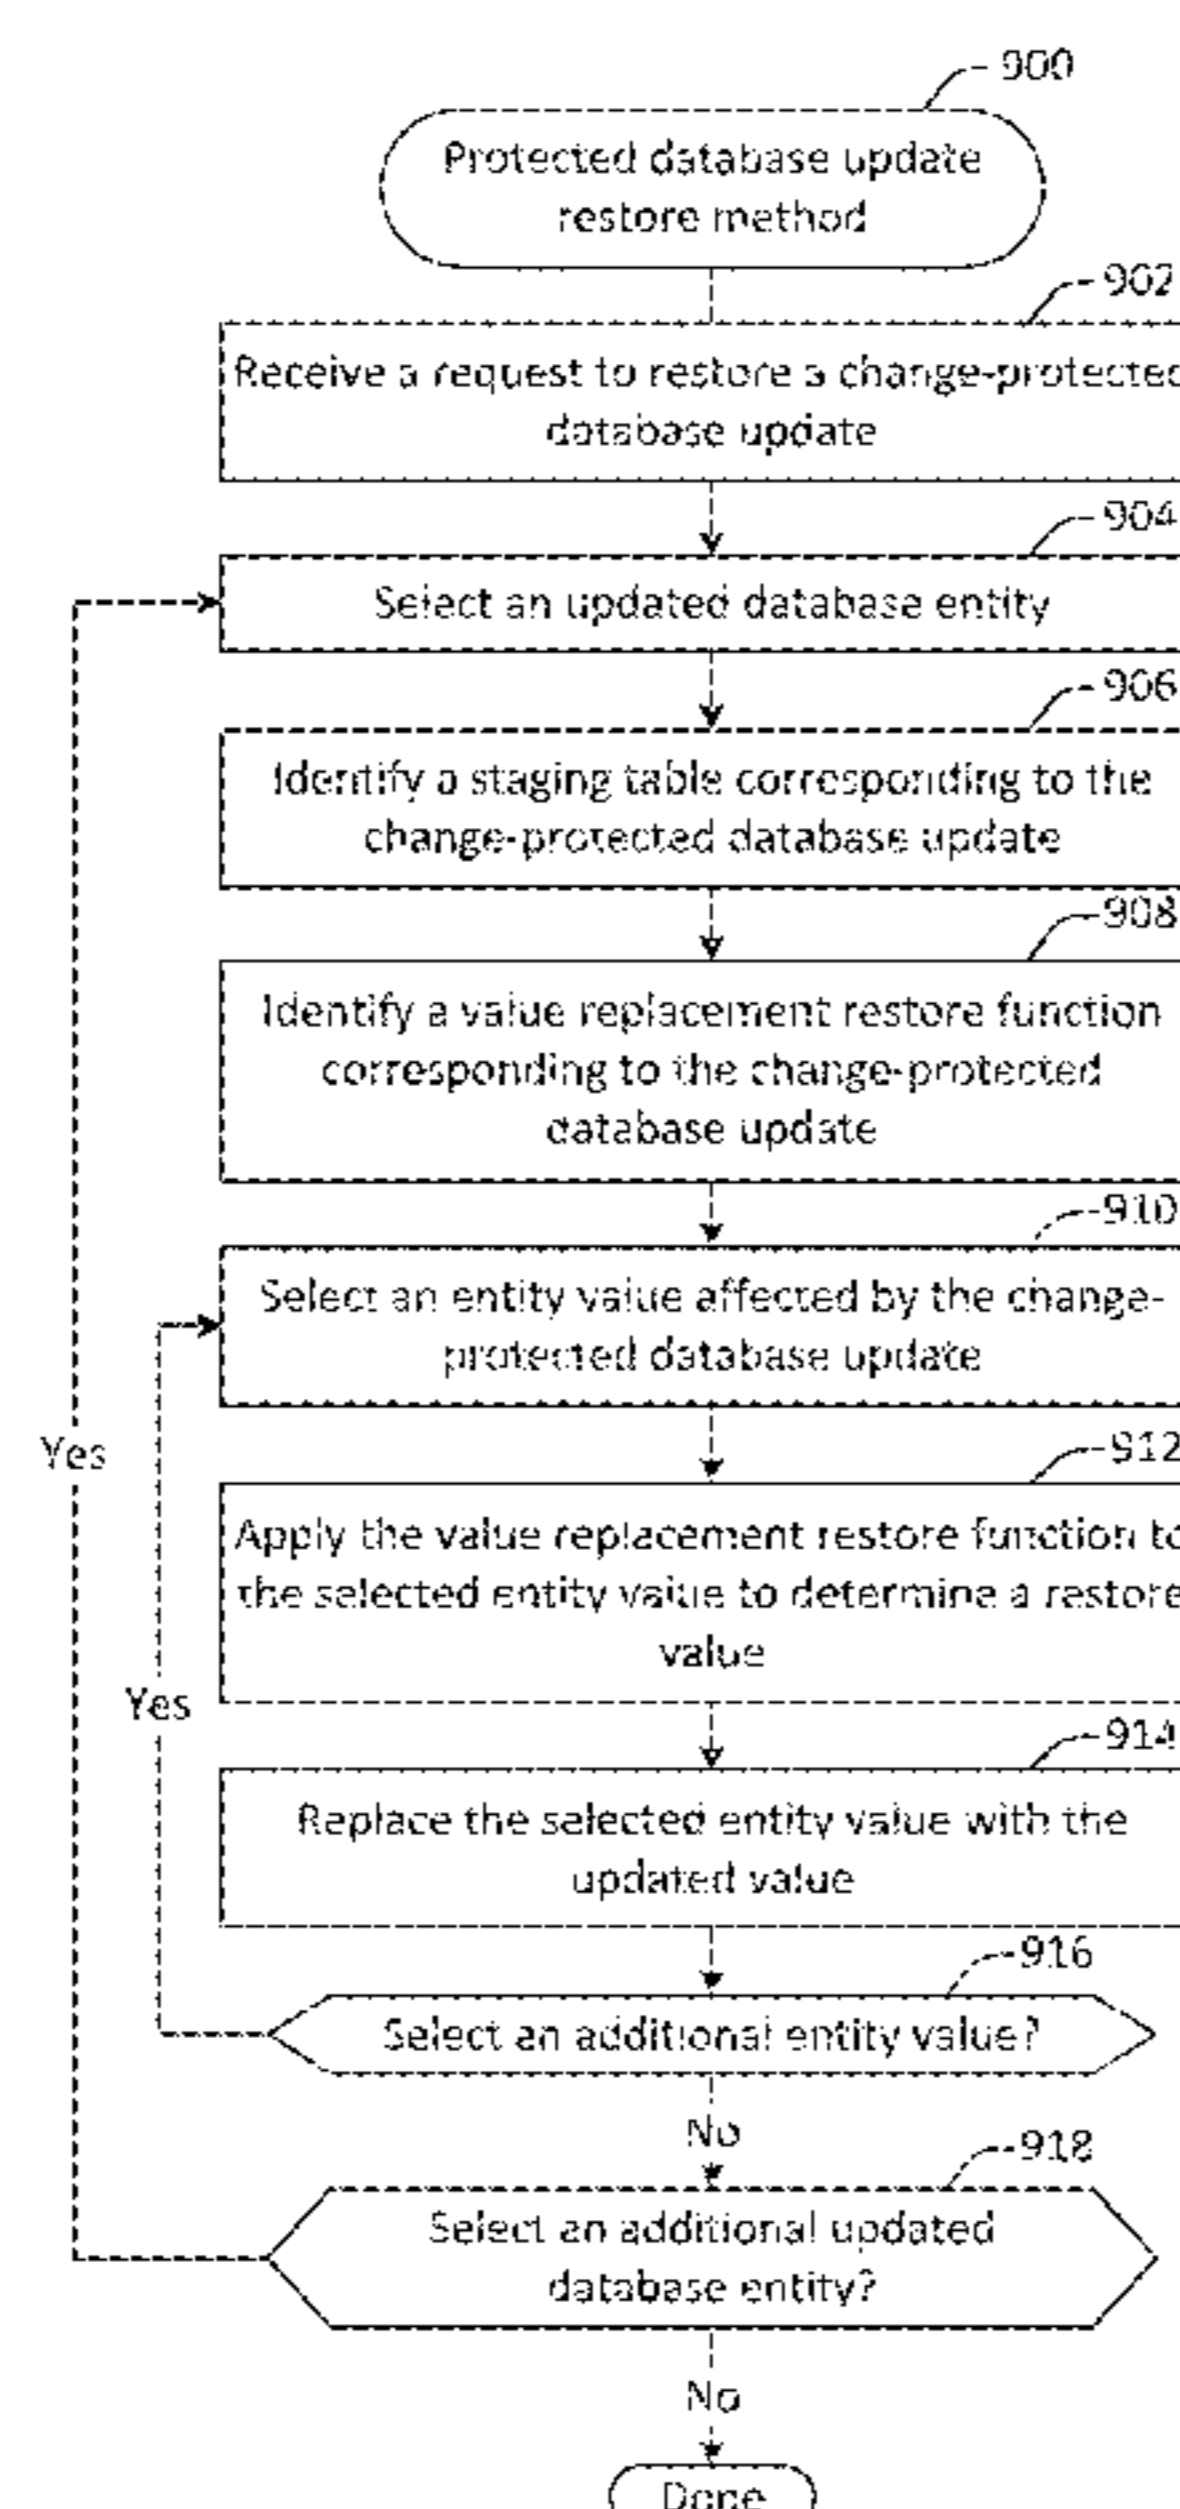 900
Protected database update
restore method
902
Receive a request to restore a change-protected
database update
904
Select an updated database entity
906
Identify a staging table corresponding to the
change-protected database update
908
Identify a value replacement restore function
corresponding to the change-protected
database update
910
Select an entity value affected by the change-
protected database update
Yes
912
Apply the value replacement restore function to
the selected entity value to determine a restore
value
Yes
914
Replace the selected entity value with the
updated value
916
Select an additional entity value?
No
918
Select an additional updated
database entity?
No
Done